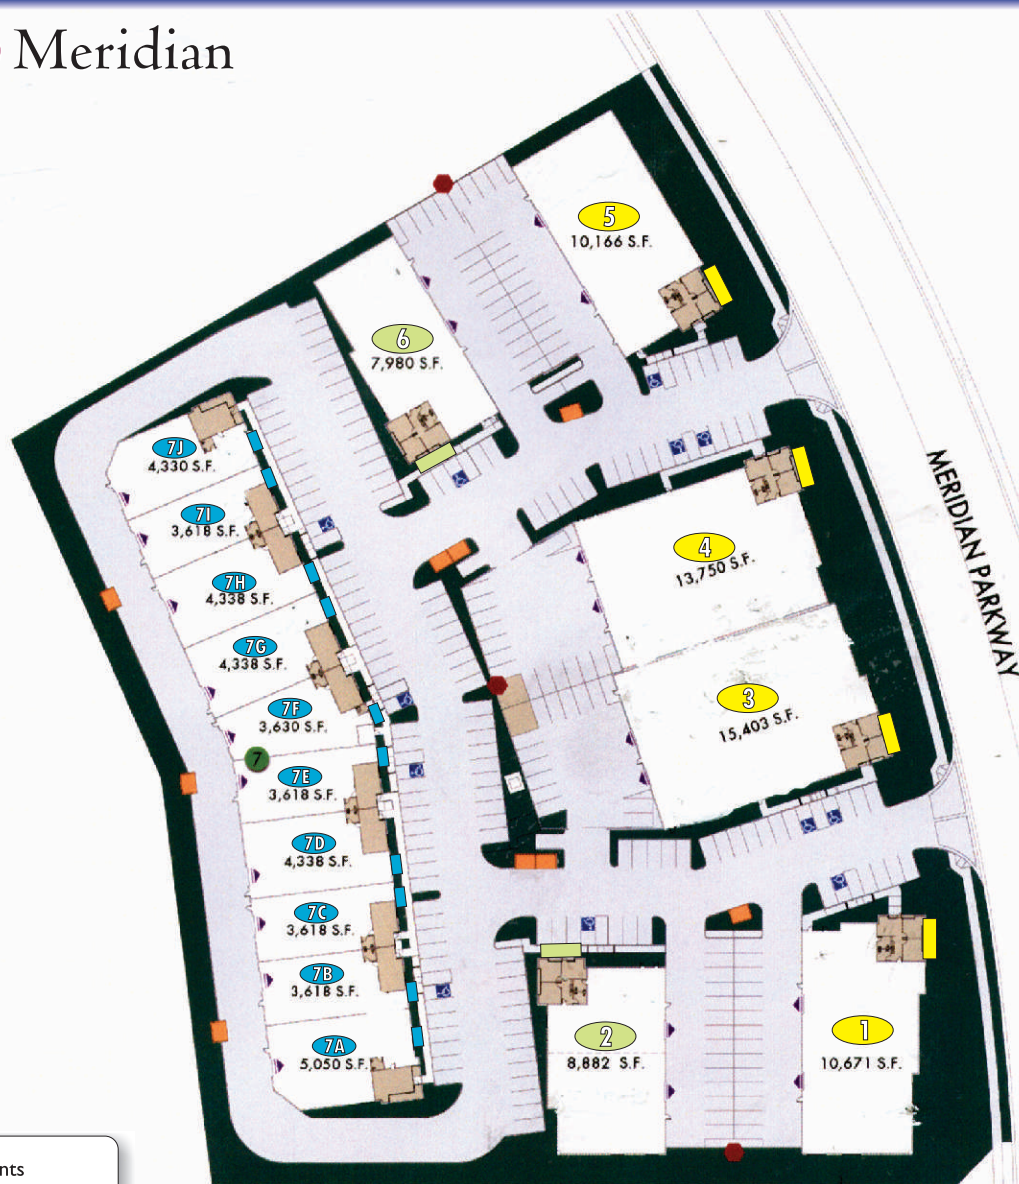 Meridian
5
10,166 S.F.
6
7,980 S.F.
7J
4,330 S.F.
7I
3,618 S.F.
4
13,750 S.F.
MERIDIAN PARKWAY
7H
4,338 S.F.
7G
4,338 S.F.
3
15,403 S.F.
7F
3,630 S.F.
7
7E
3,618 S.F.
7D
4,338 S.F.
7C
3,618 S.F.
7B
3,618 S.F.
7A
5,050 S.F.
2
8,882 S.F.
1
10,671 S.F.
nts